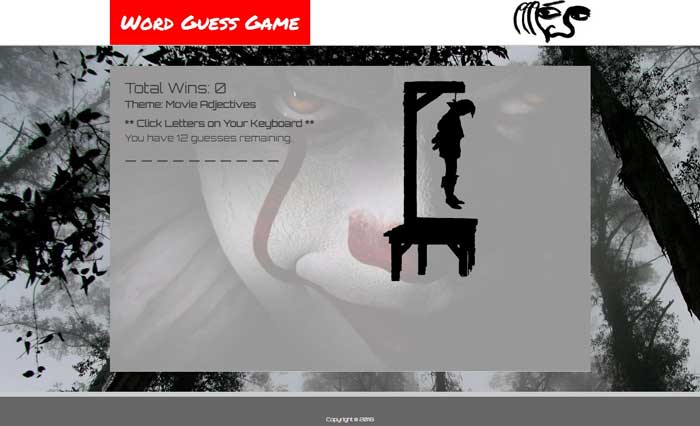 Word Guess Game
Total Wins: 0
Theme: Movie Adjectives
** Click Letters on Your Keyboard **
You have 12 guesses remaining.
_ _ _ _ _ _ _ _ _ _
Copyright © 2018